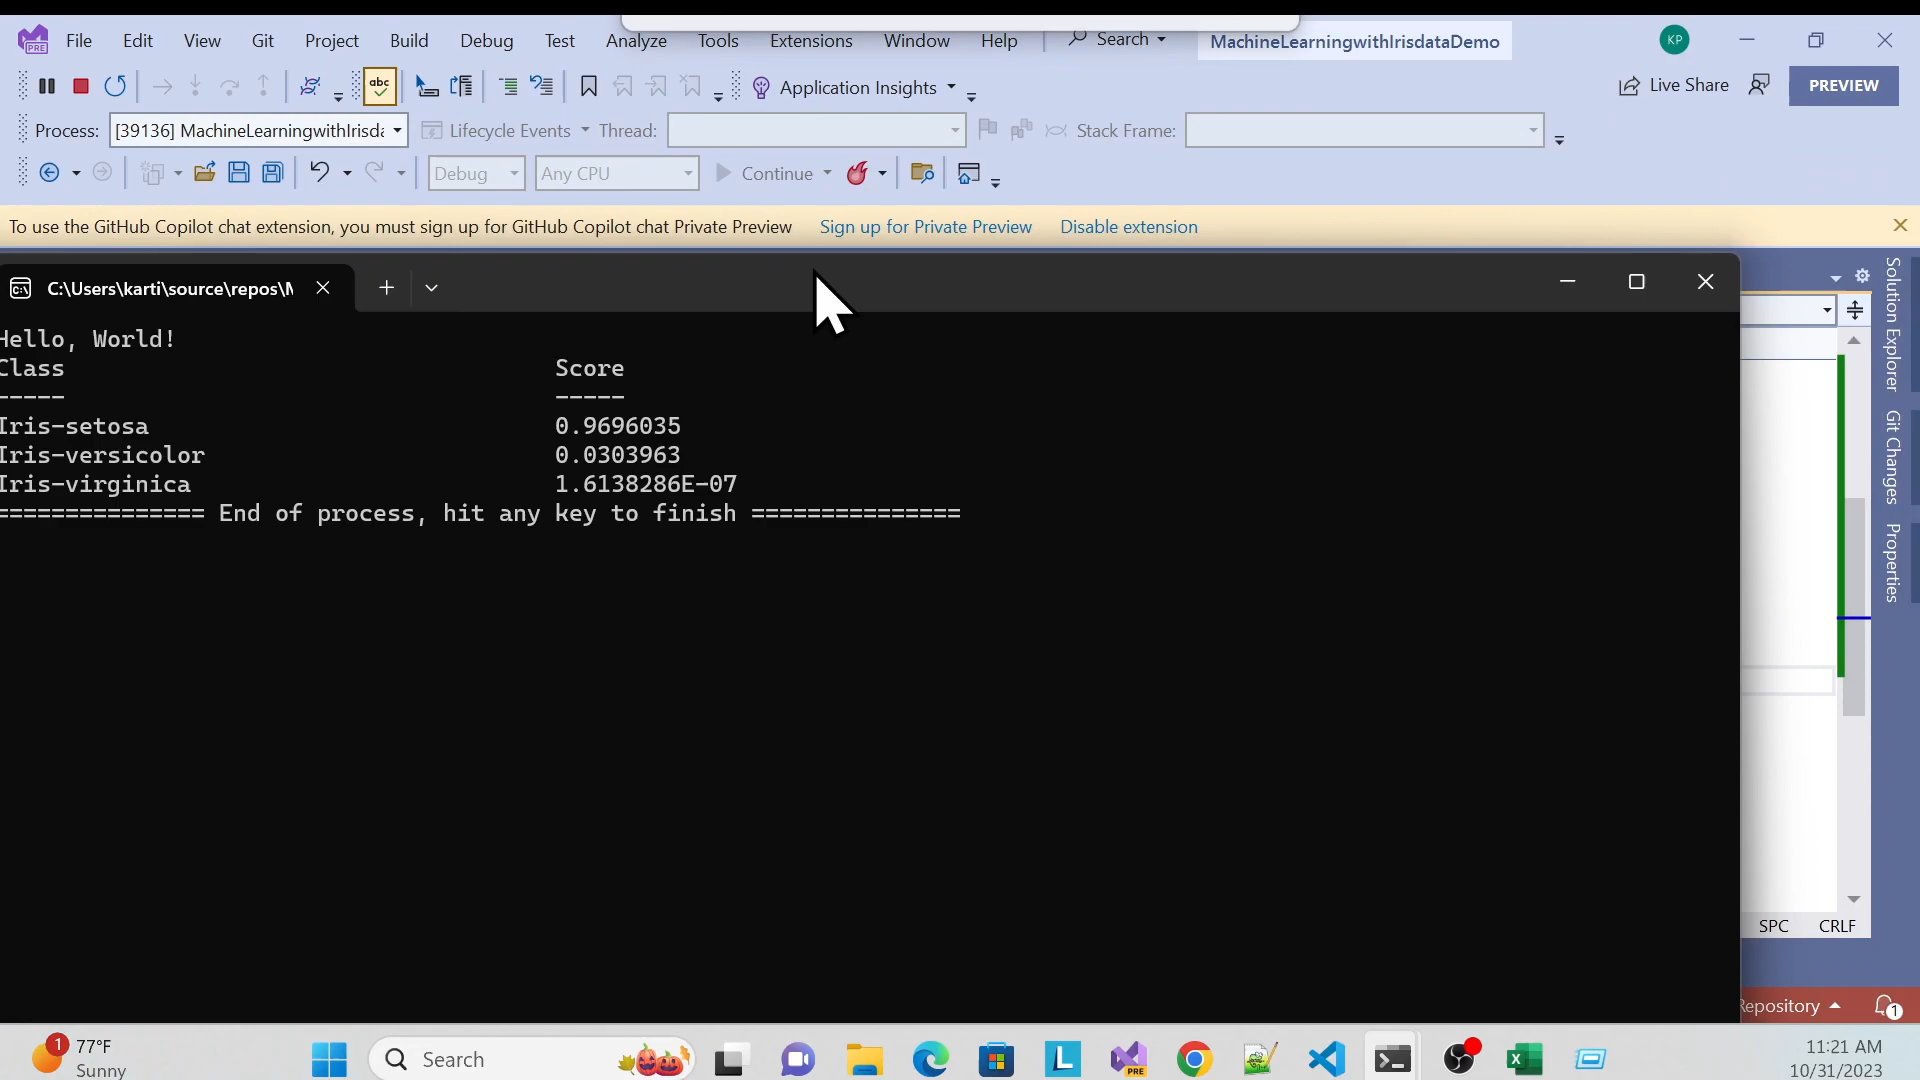 File Edit View Git Project Build Debug Test Analyze Tools Extensions Window Help Search MachineLearningwithIrisdataDemo KP
abc Application Insights Live Share PREVIEW
Process: [39136] MachineLearningwithIrisda Lifecycle Events Thread: Stack Frame:
Debug Any CPU Continue
To use the GitHub Copilot chat extension, you must sign up for GitHub Copilot chat Private Preview Sign up for Private Preview Disable extension
C:\Users\karti\source\repos\M
Hello, World!
Class Score
----- -----
Iris-setosa 0.9696035
Iris-versicolor 0.0303963
Iris-virginica 1.6138286E-07
=============== End of process, hit any key to finish ===============
Solution Explorer
Git Changes
Properties
SPC CRLF
Repository 1
1 77°F
Sunny
Search
L
PRE
11:21 AM
10/31/2023